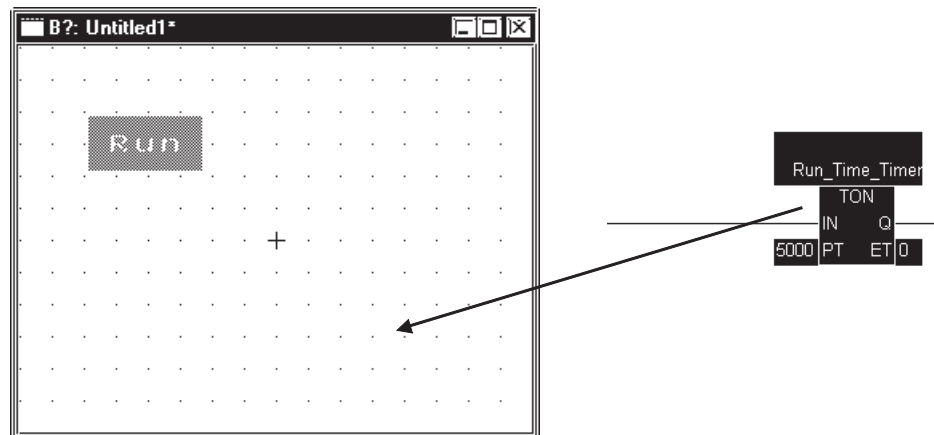 B?: Untitled1*
Run
Run_Time_Timer
TON
IN Q
5000 PT ET 0